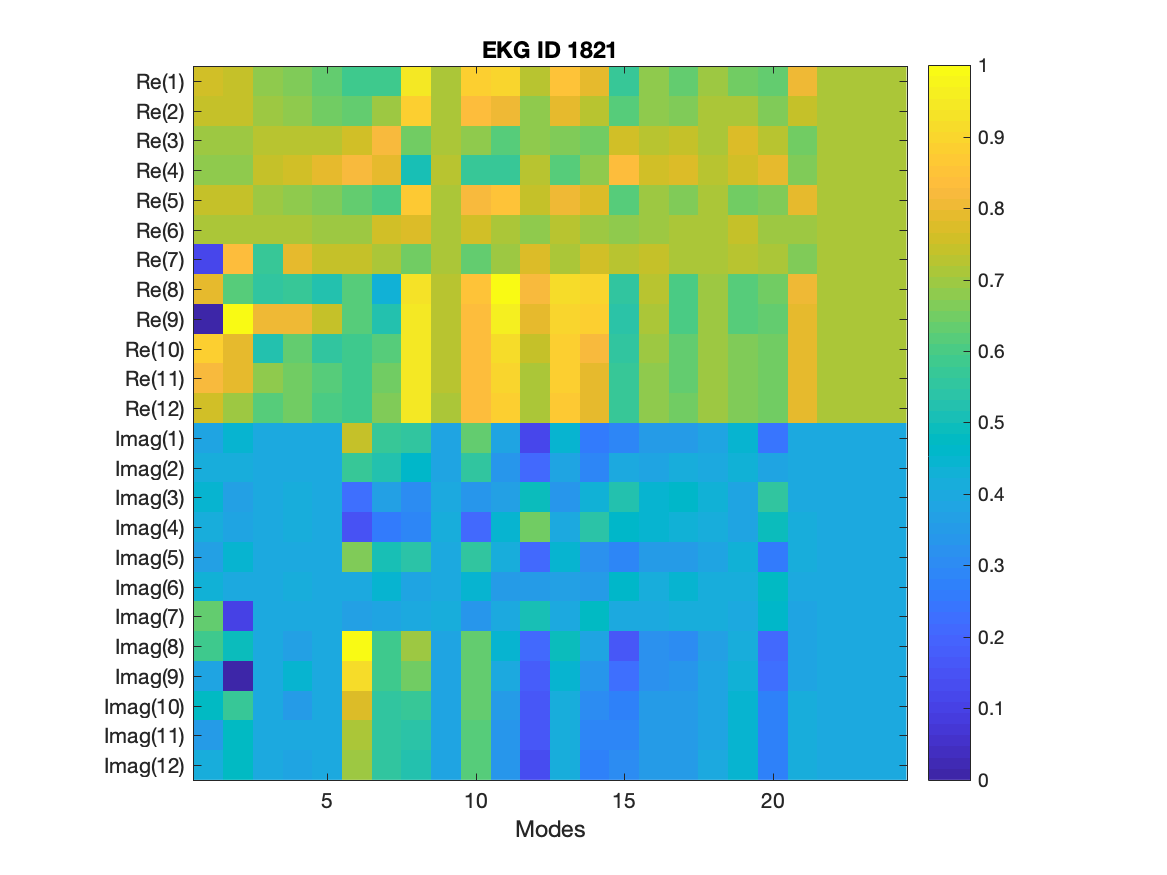 EKG ID 1821
Re(1)
Re(2)
Re(3)
Re(4)
Re(5)
Re(6)
Re(7)
Re(8)
Re(9)
Re(10)
Re(11)
Re(12)
Imag(1)
Imag(2)
Imag(3)
Imag(4)
Imag(5)
Imag(6)
Imag(7)
Imag(8)
Imag(9)
Imag(10)
Imag(11)
Imag(12)
5 10 15 20
Modes
1
0.9
0.8
0.7
0.6
0.5
0.4
0.3
0.2
0.1
0